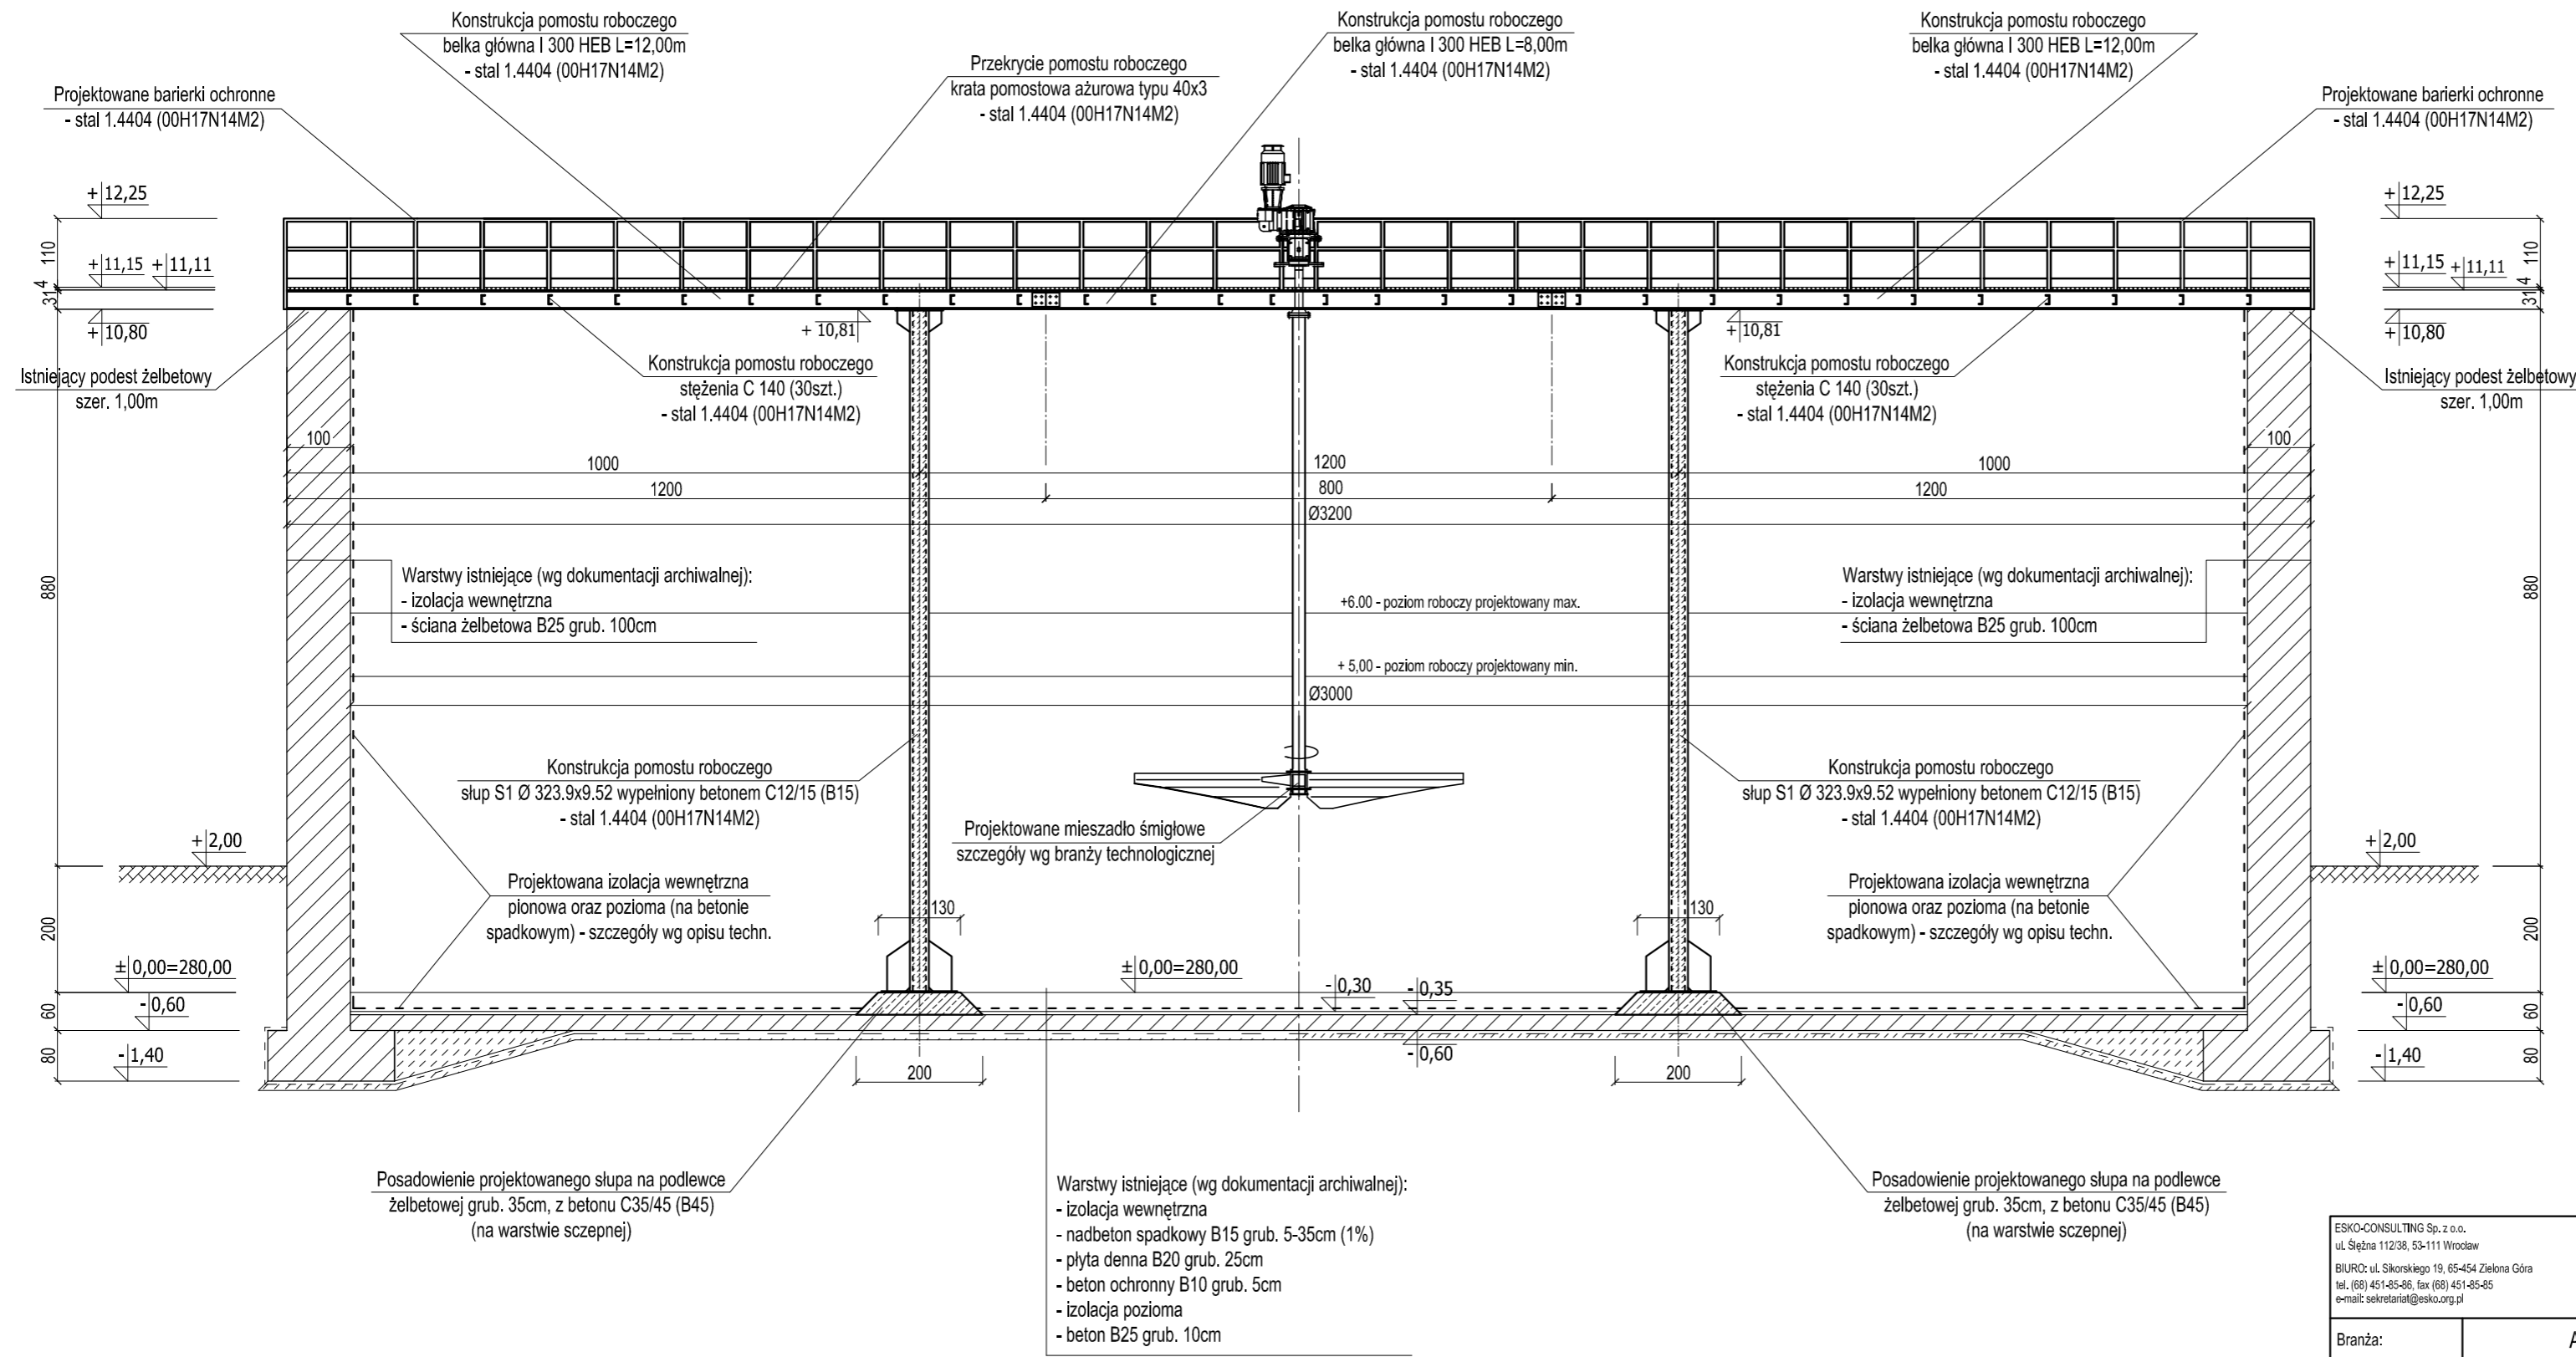 Konstrukcja pomostu roboczego
belka główna I 300 HEB L=12,00m
- stal 1.4404 (00H17N14M2)
Konstrukcja pomostu roboczego
belka główna I 300 HEB L=8,00m
- stal 1.4404 (00H17N14M2)
Konstrukcja pomostu roboczego
belka główna I 300 HEB L=12,00m
- stal 1.4404 (00H17N14M2)
Przekrycie pomostu roboczego
krata pomostowa ażurowa typu 40x3
- stal 1.4404 (00H17N14M2)
Projektowane barierki ochronne
- stal 1.4404 (00H17N14M2)
Projektowane barierki ochronne
- stal 1.4404 (00H17N14M2)
+12,25
+12,25
110
110
+11,15
+11,11
+11,15
+11,11
4
31
4
31
+10,80
+ 10,81
+10,81
+10,80
Istniejący podest żelbetowy
szer. 1,00m
Konstrukcja pomostu roboczego
stężenia C 140 (30szt.)
- stal 1.4404 (00H17N14M2)
Konstrukcja pomostu roboczego
stężenia C 140 (30szt.)
- stal 1.4404 (00H17N14M2)
Istniejący podest żelbetowy
szer. 1,00m
100
100
1000
1200
1000
1200
800
1200
Ø3200
880
880
Warstwy istniejące (wg dokumentacji archiwalnej):
- izolacja wewnętrzna
- ściana żelbetowa B25 grub. 100cm
+6.00 - poziom roboczy projektowany max.
Warstwy istniejące (wg dokumentacji archiwalnej):
- izolacja wewnętrzna
- ściana żelbetowa B25 grub. 100cm
+ 5,00 - poziom roboczy projektowany min.
Ø3000
Konstrukcja pomostu roboczego
słup S1 Ø 323.9x9.52 wypełniony betonem C12/15 (B15)
- stal 1.4404 (00H17N14M2)
Konstrukcja pomostu roboczego
słup S1 Ø 323.9x9.52 wypełniony betonem C12/15 (B15)
- stal 1.4404 (00H17N14M2)
Projektowane mieszadło śmigłowe
szczegóły wg branży technologicznej
+2,00
+2,00
Projektowana izolacja wewnętrzna
pionowa oraz pozioma (na betonie
spadkowym) - szczegóły wg opisu techn.
Projektowana izolacja wewnętrzna
pionowa oraz pozioma (na betonie
spadkowym) - szczegóły wg opisu techn.
130
130
200
200
±0,00=280,00
±0,00=280,00
±0,00=280,00
-0,30
-0,35
-0,60
-0,60
60
60
-1,40
-0,60
-1,40
80
80
200
200
Posadowienie projektowanego słupa na podlewce
żelbetowej grub. 35cm, z betonu C35/45 (B45)
(na warstwie sczepnej)
Warstwy istniejące (wg dokumentacji archiwalnej):
- izolacja wewnętrzna
- nadbeton spadkowy B15 grub. 5-35cm (1%)
- płyta denna B20 grub. 25cm
- beton ochronny B10 grub. 5cm
- izolacja pozioma
- beton B25 grub. 10cm
Posadowienie projektowanego słupa na podlewce
żelbetowej grub. 35cm, z betonu C35/45 (B45)
(na warstwie sczepnej)
ESKO-CONSULTING Sp. z o.o.
ul. Ślężna 112/38, 53-111 Wrocław
BIURO: ul. Sikorskiego 19, 65-454 Zielona Góra
tel. (68) 451-85-86, fax (68) 451-85-85
e-mail: sekretariat@esko.org.pl
Branża: